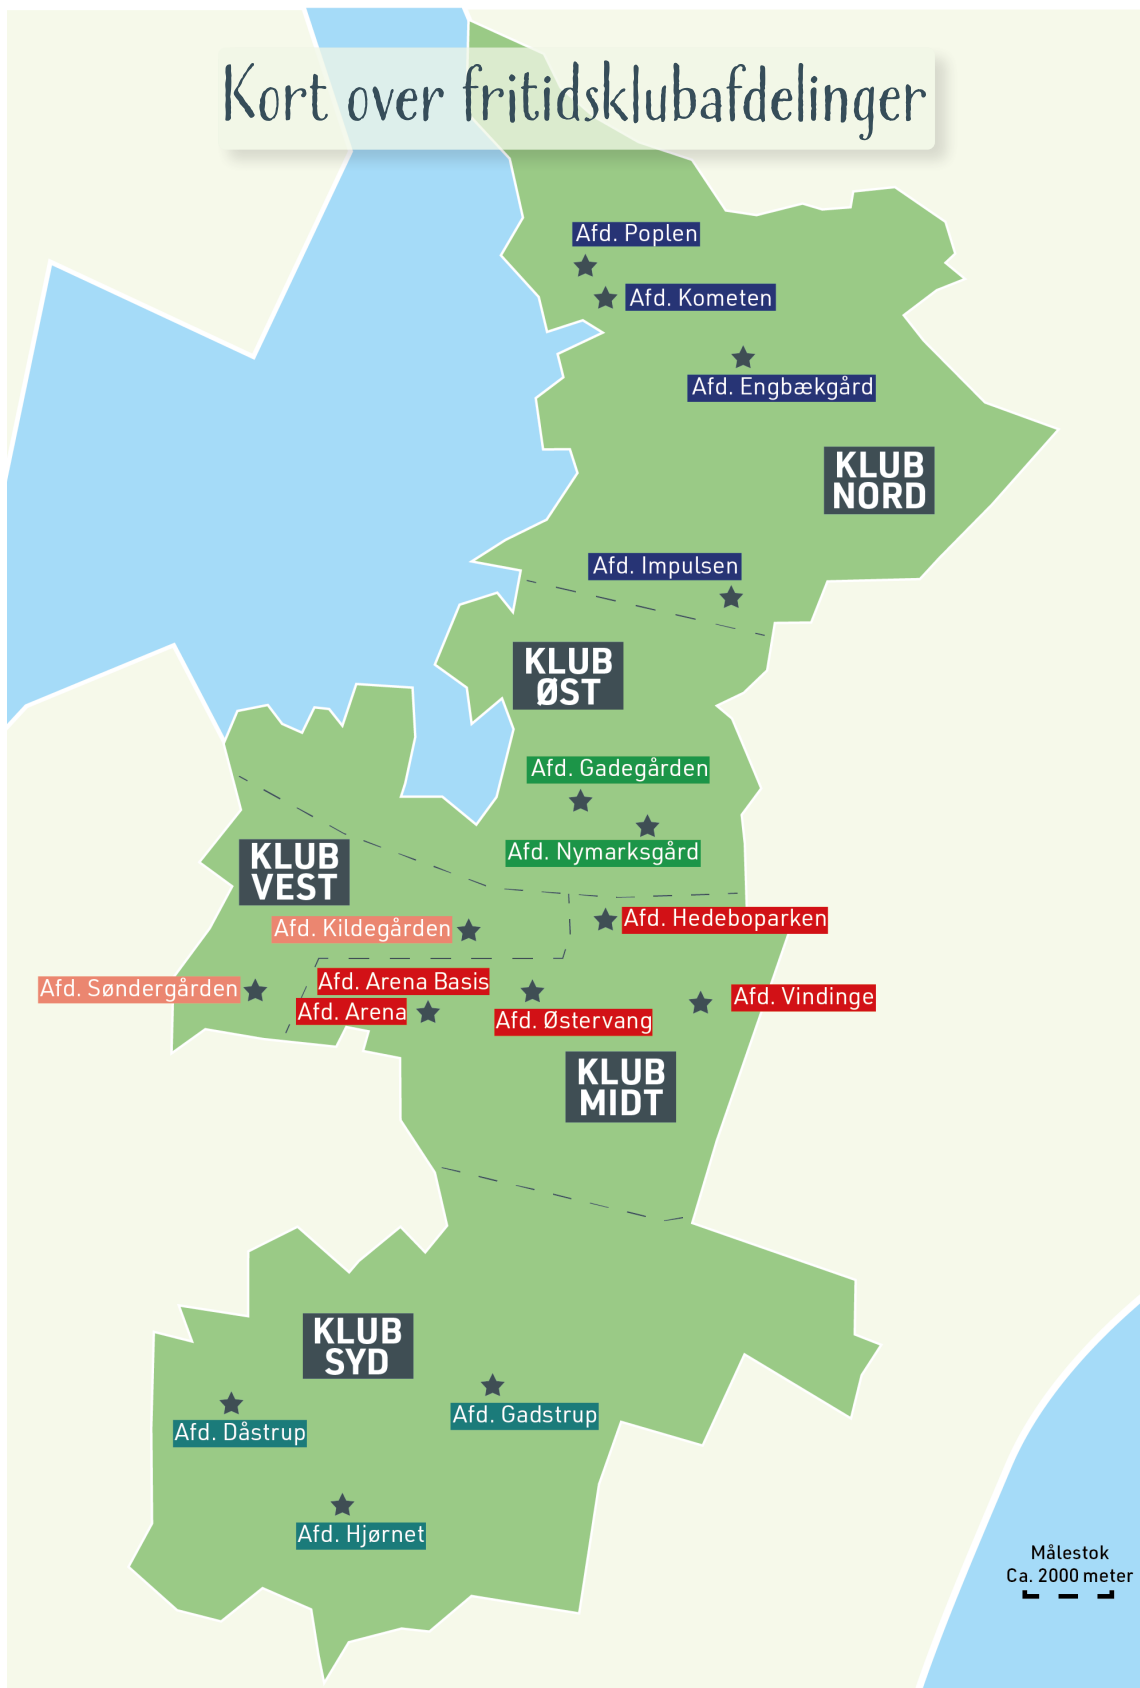 Kort over fritidsklubafdelinger
Afd. Poplen
Afd. Kometen
Afd. Engbækgård
KLUB
NORD
Afd. Impulsen
KLUB
ØST
Afd. Gadegården
Afd. Nymarksgård
KLUB
VEST
Afd. Hedeboparken
Afd. Kildegården
Afd. Søndergården
Afd. Arena Basis
Afd. Arena
Afd. Østervang
Afd. Vindinge
KLUB
MIDT
KLUB
SYD
Afd. Gadstrup
Afd. Dåstrup
Afd. Hjørnet
Målestok
Ca. 2000 meter